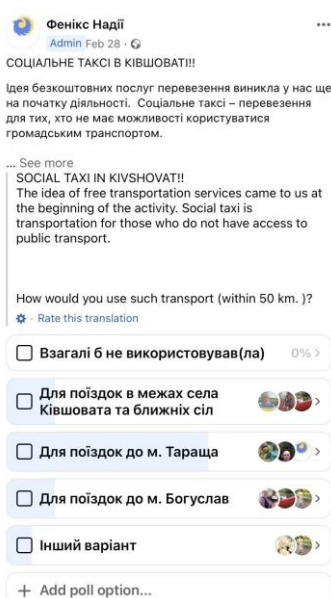 Фенікс Надії
Admin Feb 28 ·
СОЦІАЛЬНЕ ТАКСІ В КІВШОВАТІ!!
Ідея безкоштовних послуг перевезення виникла у нас ще
на початку діяльності. Соціальне таксі – перевезення
для тих, хто не має можливості користуватися
громадським транспортом.
... See more
SOCIAL TAXI IN KIVSHOVAT!!
The idea of free transportation services came to us at
the beginning of the activity. Social taxi is
transportation for those who do not have access to
public transport.
How would you use such transport (within 50 km. )?
· Rate this translation
Взагалі б не використовував(ла) 0%
Для поїздок в межах села
Ківшовата та ближніх сіл
Для поїздок до м. Тараща
Для поїздок до м. Богуслав
Інший варіант
+ Add poll option...